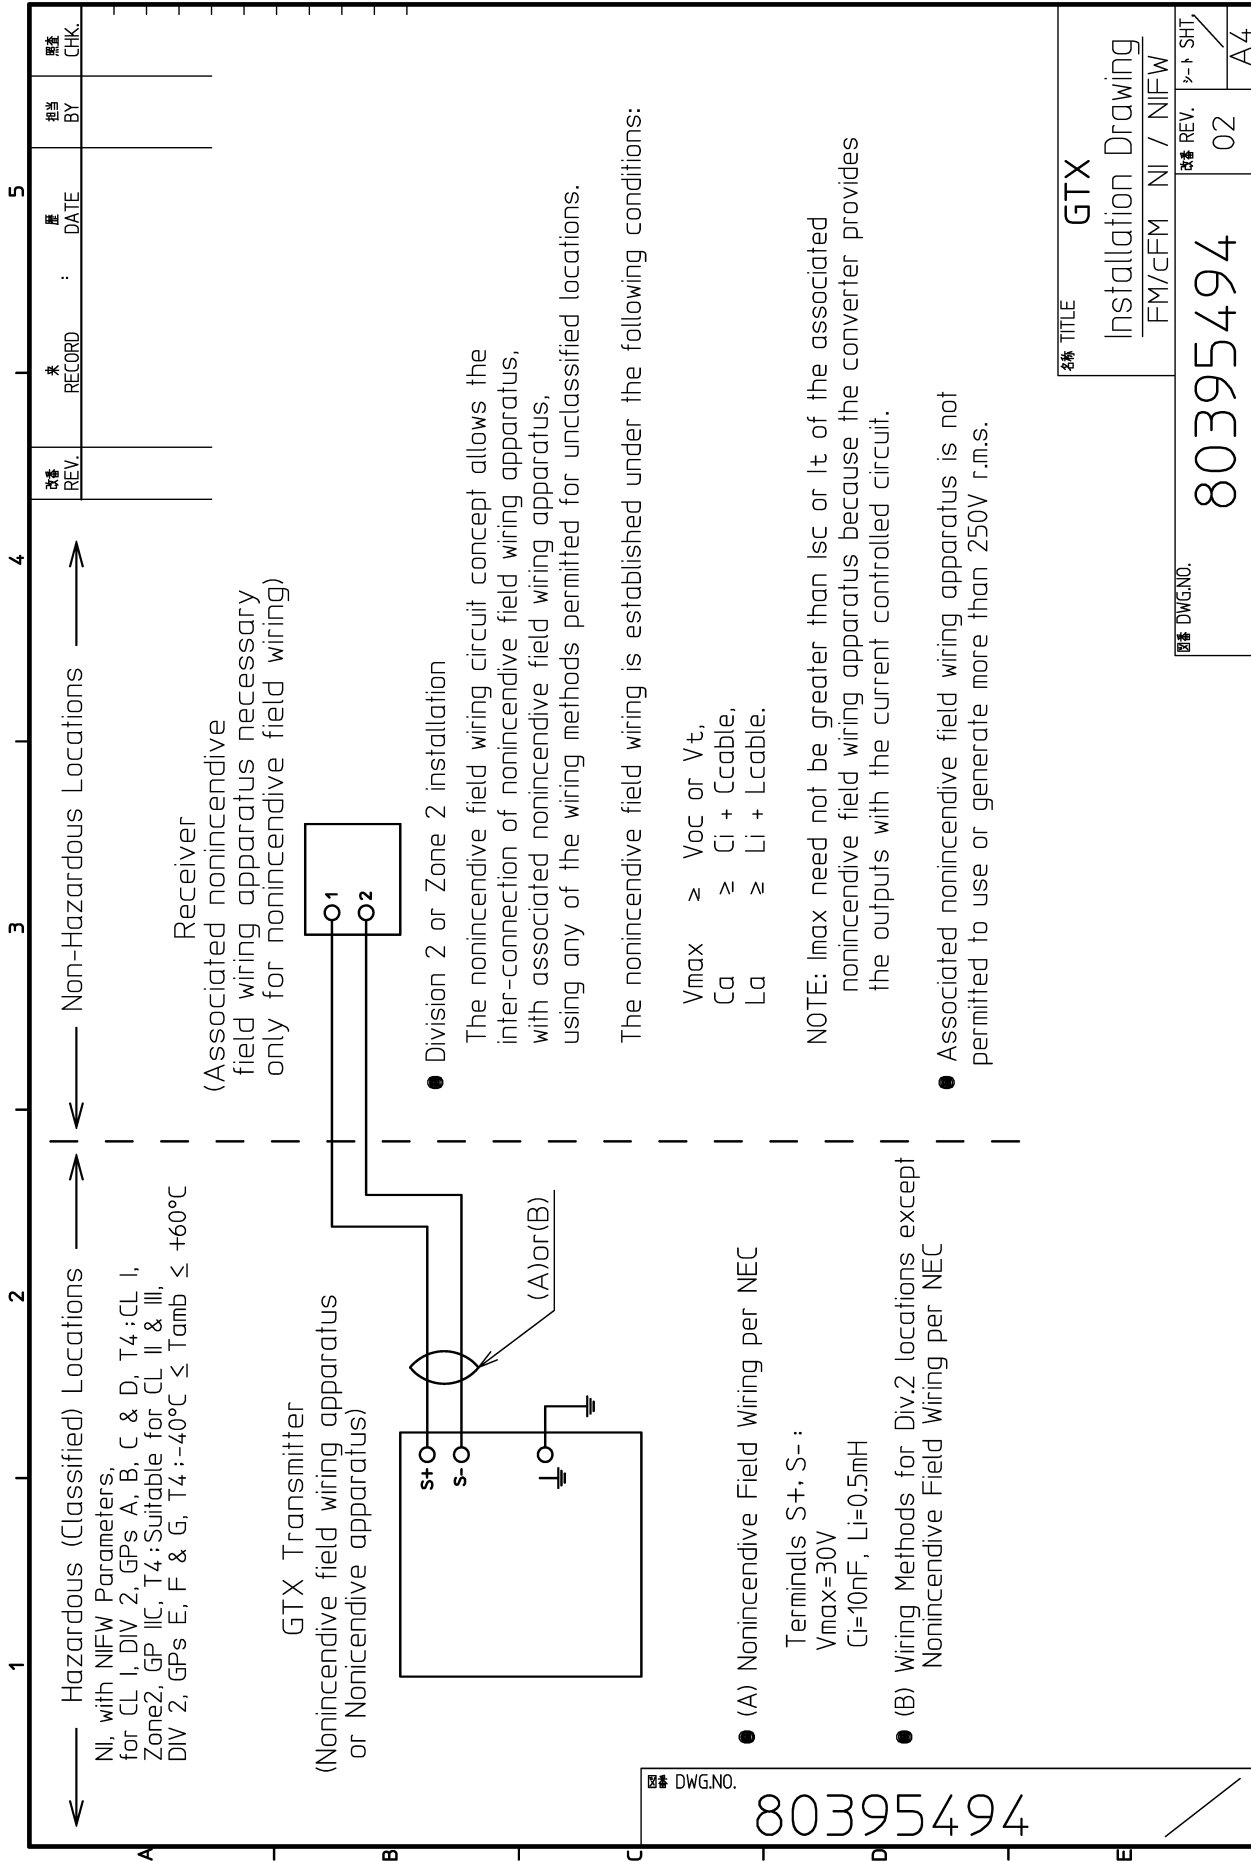 1
2
3
4
5
A
B
C
D
E
Hazardous (Classified) Locations
Non-Hazardous Locations
改番 REV.
来 RECORD
:
歴 DATE
担当 BY
照査 CHK.
NI, with NIFW Parameters,
for CL I, DIV 2, GPs A, B, C & D, T4;CL I,
Zone2, GP IIC, T4;Suitable for CL II & III,
DIV 2, GPs E, F & G, T4;-40°C ≤ Tamb ≤ +60°C
Receiver
(Associated nonincendive
field wiring apparatus necessary
only for nonincendive field wiring)
GTX Transmitter
(Nonincendive field wiring apparatus
or Nonicendive apparatus)
S+
S-
1
2
(A)or(B)
● Division 2 or Zone 2 installation
The nonincendive field wiring circuit concept allows the
inter-connection of nonincendive field wiring apparatus,
with associated nonincendive field wiring apparatus,
using any of the wiring methods permitted for unclassified locations.
The nonincendive field wiring is established under the following conditions:
Vmax ≥ Voc or Vt,
Ca ≥ Ci + Ccable,
La ≥ Li + Lcable.
NOTE: Imax need not be greater than Isc or It of the associated
nonincendive field wiring apparatus because the converter provides
the outputs with the current controlled circuit.
● Associated nonincendive field wiring apparatus is not
permitted to use or generate more than 250V r.m.s.
● (A) Nonincendive Field Wiring per NEC
Terminals S+, S- :
Vmax=30V
Ci=10nF, Li=0.5mH
● (B) Wiring Methods for Div.2 locations except
Nonincendive Field Wiring per NEC
図番 DWG.NO.
80395494
名称 TITLE
GTX
Installation Drawing
FM/cFM NI / NIFW
図番 DWG.NO.
80395494
改番 REV.
02
シート SHT.
A4